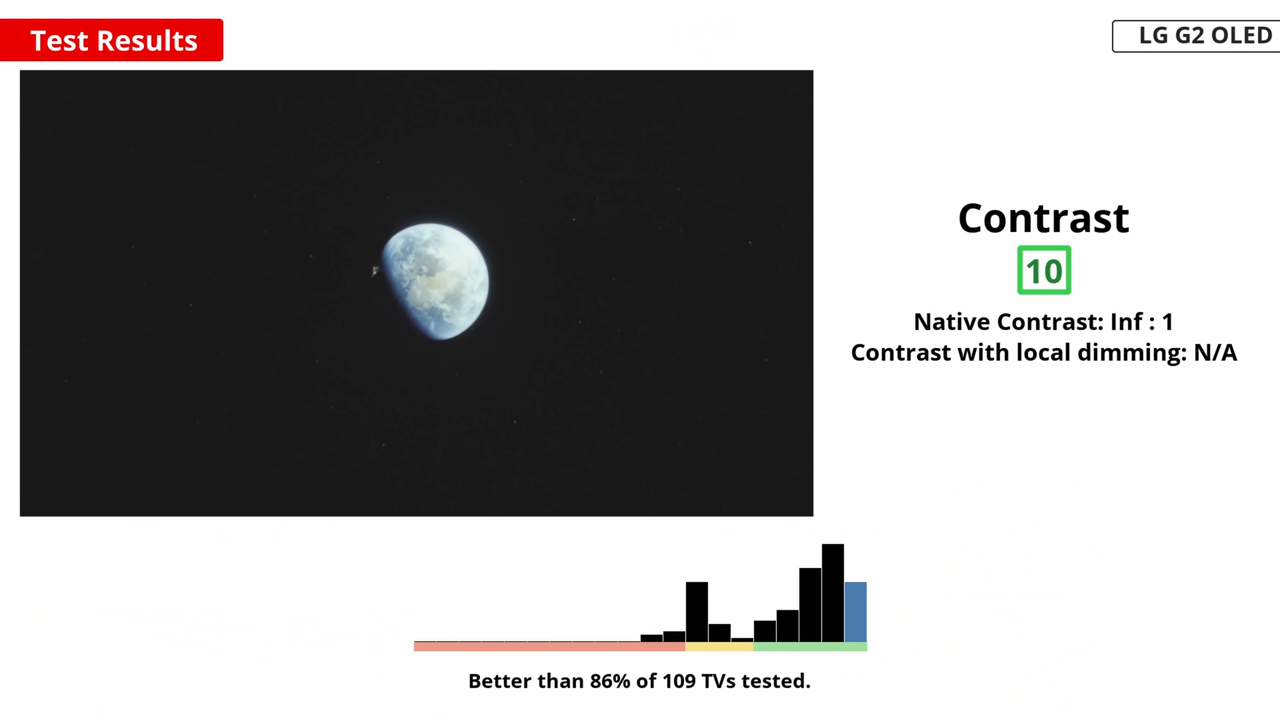 Test Results
LG G2 OLED
Contrast
10
Native Contrast: Inf : 1
Contrast with local dimming: N/A
Better than 86% of 109 TVs tested.